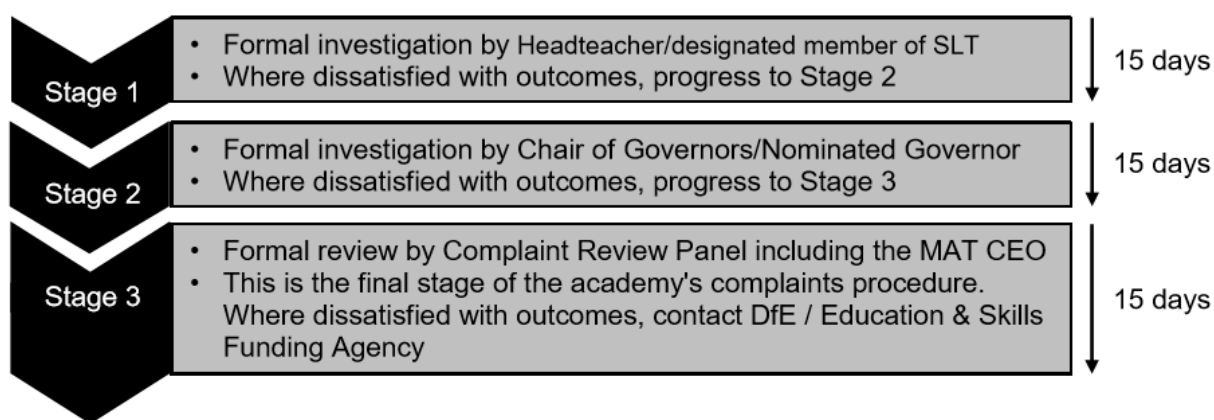 Stage 1
• Formal investigation by Headteacher/designated member of SLT
• Where dissatisfied with outcomes, progress to Stage 2
15 days
Stage 2
• Formal investigation by Chair of Governors/Nominated Governor
• Where dissatisfied with outcomes, progress to Stage 3
15 days
Stage 3
• Formal review by Complaint Review Panel including the MAT CEO
• This is the final stage of the academy's complaints procedure.
Where dissatisfied with outcomes, contact DfE / Education & Skills
Funding Agency
15 days